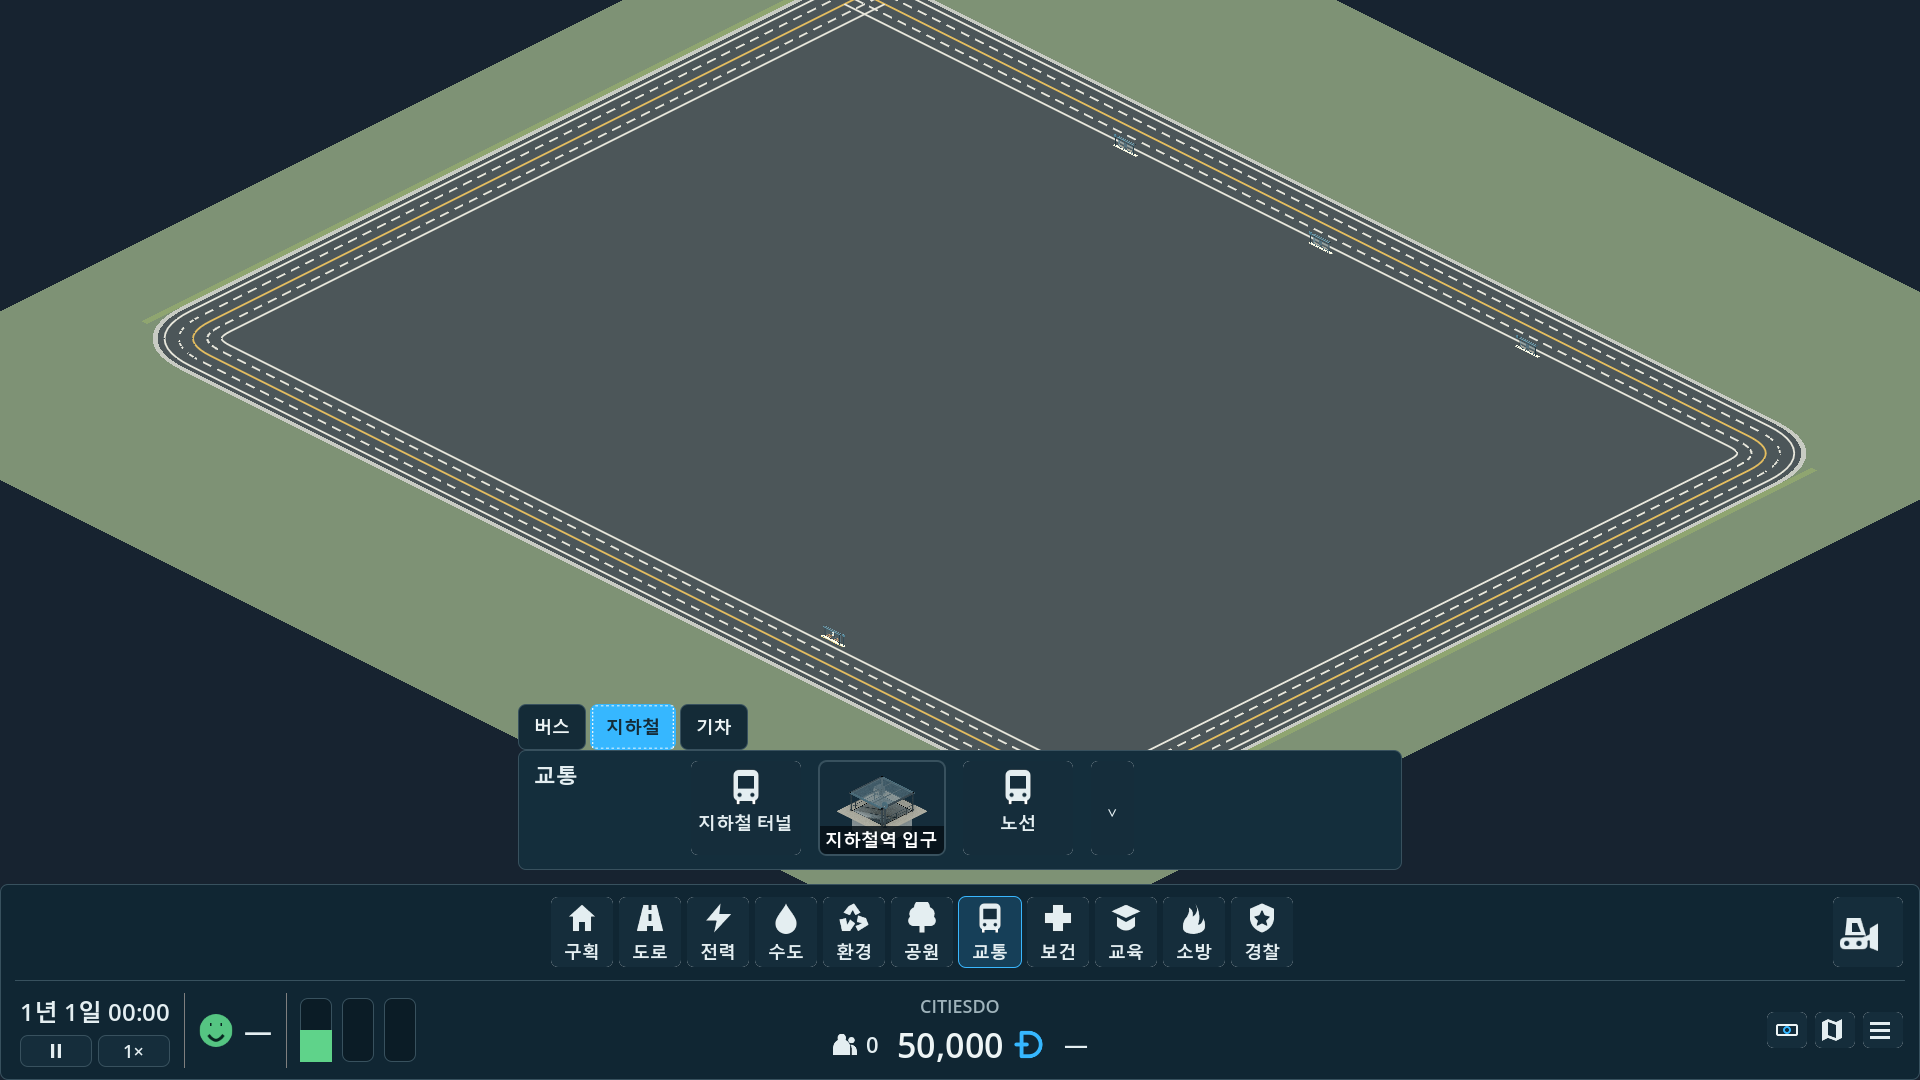 버스
지하철
기차
교통
지하철 터널
지하철역 입구
노선
구획
도로
전력
수도
환경
공원
교통
보건
교육
소방
경찰
1년 1일 00:00
1×
—
CITIESDO
0
50,000
—